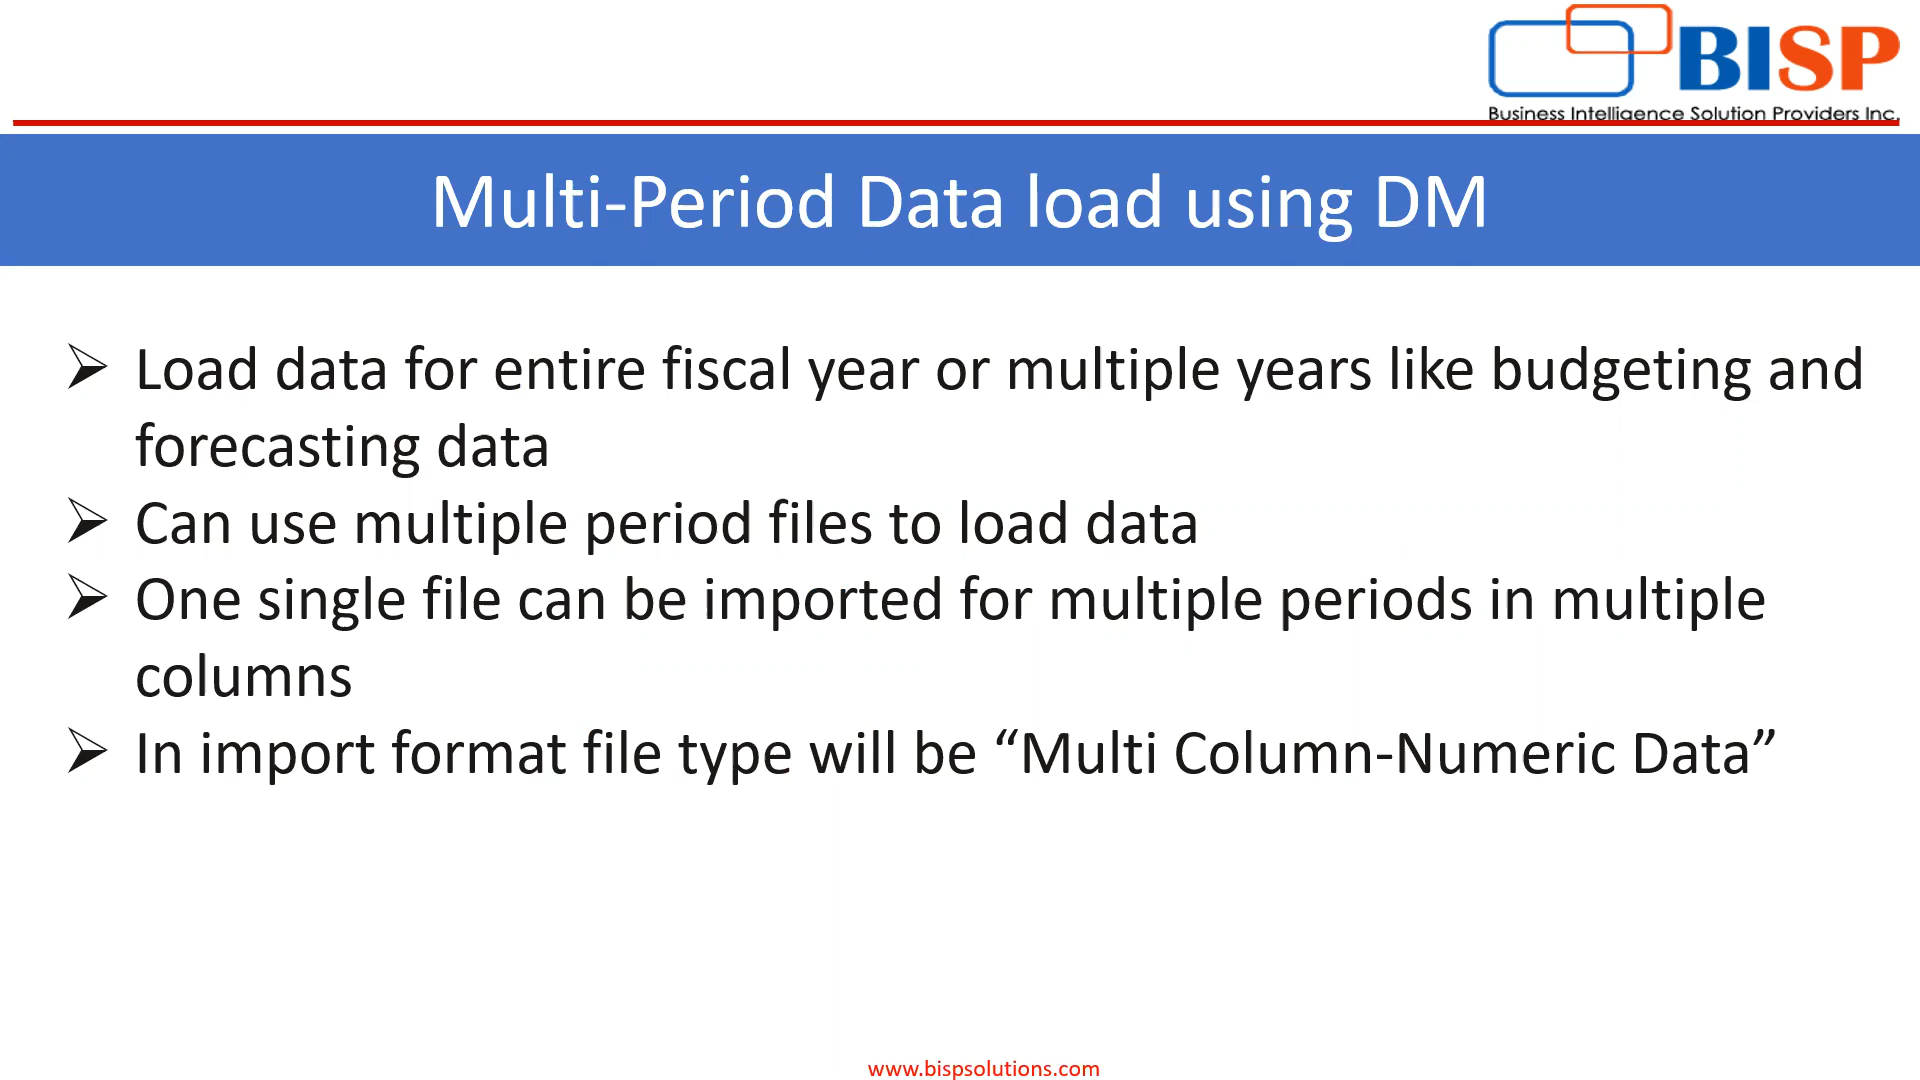 BISP
Business Intelligence Solution Providers Inc.
Multi-Period Data load using DM
➢ Load data for entire fiscal year or multiple years like budgeting and
forecasting data
➢ Can use multiple period files to load data
➢ One single file can be imported for multiple periods in multiple
columns
➢ In import format file type will be “Multi Column-Numeric Data”
www.bispsolutions.com